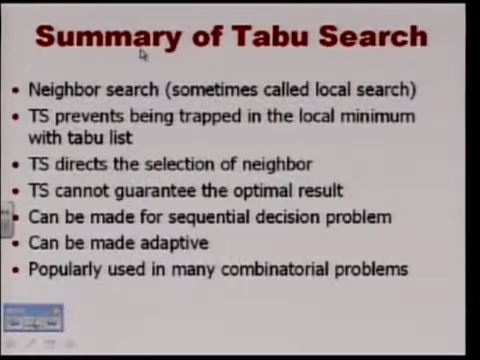 Summary of Tabu Search
• Neighbor search (sometimes called local search)
• TS prevents being trapped in the local minimum
with tabu list
• TS directs the selection of neighbor
• TS cannot guarantee the optimal result
• Can be made for sequential decision problem
• Can be made adaptive
• Popularly used in many combinatorial problems